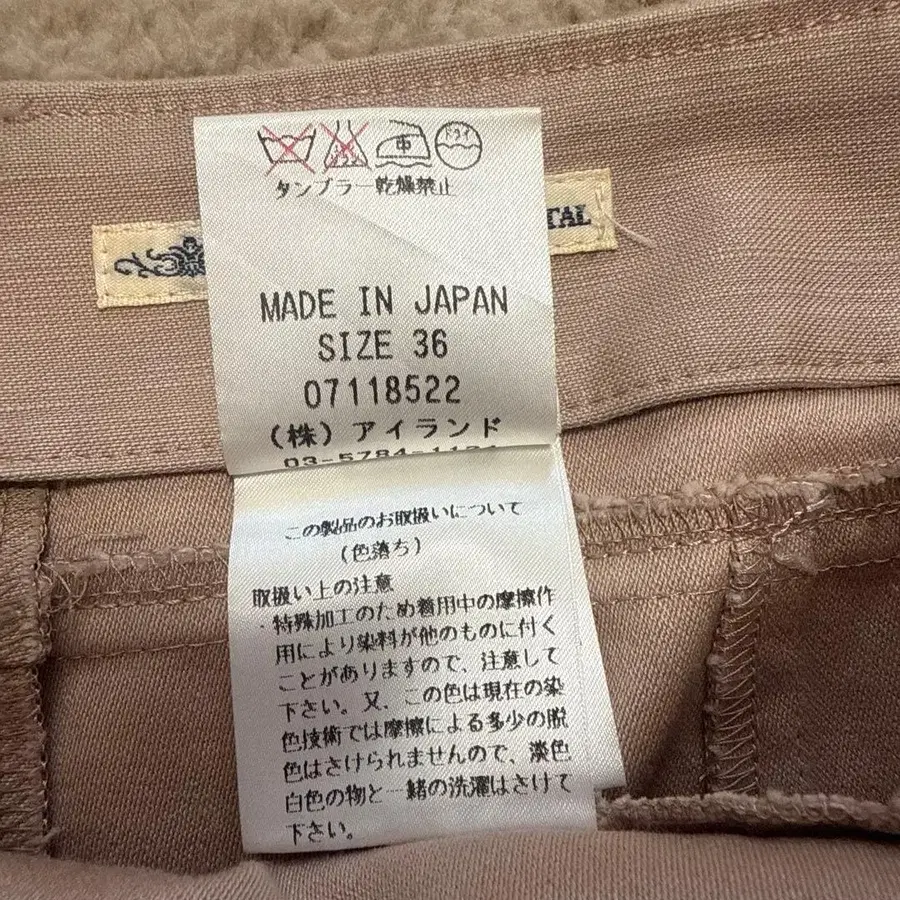 中 ドライ
タンブラー乾燥禁止
TAL
MADE IN JAPAN
SIZE 36
07118522
(株) アイランド
03-5784-
この製品のお取扱いについて
(色落ち)
取扱い上の注意
・特殊加工のため着用中の摩擦作
用により染料が他のものに付く
ことがありますので、注意して
下さい。又、この色は現在の染
色技術では摩擦による多少の脱
色はさけられませんので、淡色
白色の物と一緒の洗濯はさけて
下さい。